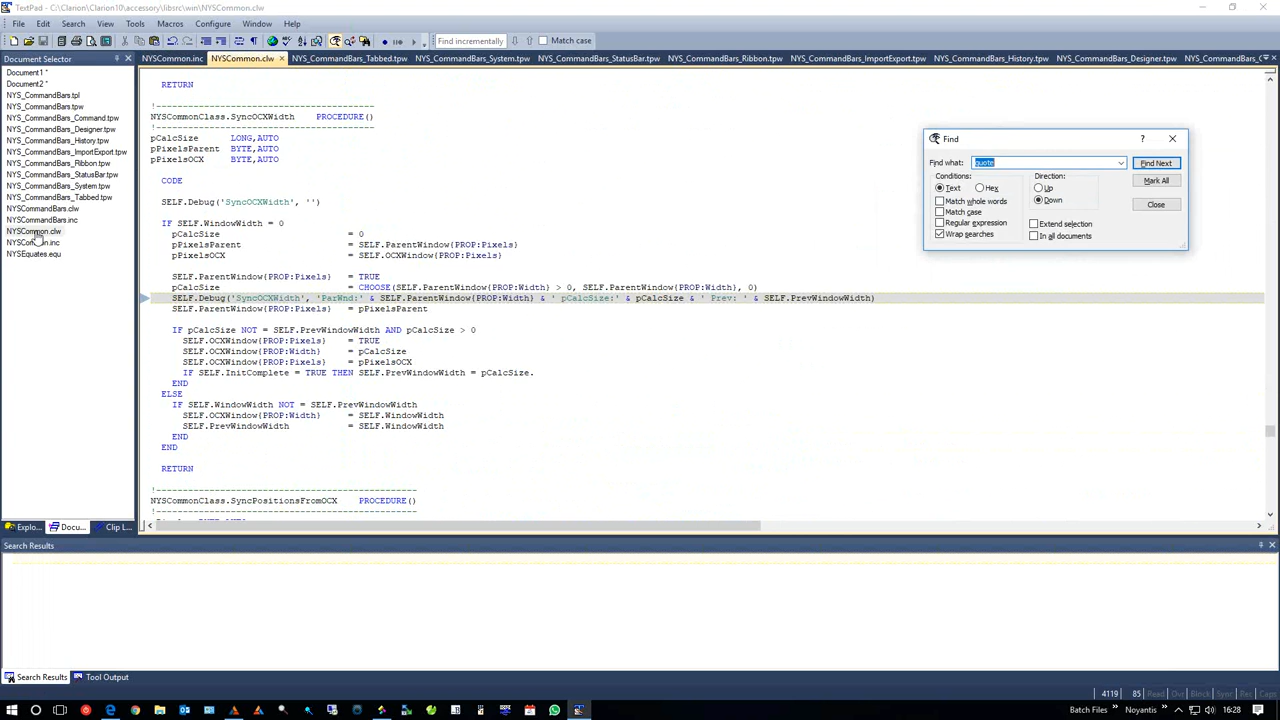 TextPad - C:\Clarion\Clarion10\accessory\libsrc\win\NYSCommon.clw
File Edit Search View Tools Macros Configure Window Help
Find incrementally Match case
Document Selector
NYSCommon.inc NYSCommon.clw NYS_CommandBars_Tabbed.tpw NYS_CommandBars_System.tpw NYS_CommandBars_StatusBar.tpw NYS_CommandBars_Ribbon.tpw NYS_CommandBars_ImportExport.tpw NYS_CommandBars_History.tpw NYS_CommandBars_Designer.tpw NYS_CommandBars_C
Document1 *
Document2 *
NYS_CommandBars.tpl
NYS_CommandBars.tpw
NYS_CommandBars_Command.tpw
NYS_CommandBars_Designer.tpw
NYS_CommandBars_History.tpw
NYS_CommandBars_ImportExport.tpw
NYS_CommandBars_Ribbon.tpw
NYS_CommandBars_StatusBar.tpw
NYS_CommandBars_System.tpw
NYS_CommandBars_Tabbed.tpw
NYSCommandBars.clw
NYSCommandBars.inc
NYSCommon.clw
NYSCommon.inc
NYSEquates.equ
Explo... Docu... Clip L...
RETURN
!-----------------------------------------
NYSCommonClass.SyncOCXWidth PROCEDURE()
!-----------------------------------------
pCalcSize LONG,AUTO
pPixelsParent BYTE,AUTO
pPixelsOCX BYTE,AUTO
CODE
SELF.Debug('SyncOCXWidth', '')
IF SELF.WindowWidth = 0
pCalcSize = 0
pPixelsParent = SELF.ParentWindow{PROP:Pixels}
pPixelsOCX = SELF.OCXWindow{PROP:Pixels}
SELF.ParentWindow{PROP:Pixels} = TRUE
pCalcSize = CHOOSE(SELF.ParentWindow{PROP:Width} > 0, SELF.ParentWindow{PROP:Width}, 0)
SELF.Debug('SyncOCXWidth', 'ParWnd:' & SELF.ParentWindow{PROP:Width} & ' pCalcSize:' & pCalcSize & ' Prev: ' & SELF.PrevWindowWidth)
SELF.ParentWindow{PROP:Pixels} = pPixelsParent
IF pCalcSize NOT = SELF.PrevWindowWidth AND pCalcSize > 0
SELF.OCXWindow{PROP:Pixels} = TRUE
SELF.OCXWindow{PROP:Width} = pCalcSize
SELF.OCXWindow{PROP:Pixels} = pPixelsOCX
IF SELF.InitComplete = TRUE THEN SELF.PrevWindowWidth = pCalcSize.
END
ELSE
IF SELF.WindowWidth NOT = SELF.PrevWindowWidth
SELF.OCXWindow{PROP:Width} = SELF.WindowWidth
SELF.PrevWindowWidth = SELF.WindowWidth
END
END
RETURN
!-------------------------------------------------
NYSCommonClass.SyncPositionsFromOCX PROCEDURE()
!-------------------------------------------------
Find
Find what: quote Find Next
Conditions: Direction: Mark All
Text Hex Up
Match whole words Down
Match case Close
Regular expression Extend selection
Wrap searches In all documents
Search Results
Search Results Tool Output
4119 85 Read Ovr Block Sync Rec Caps
Batch Files Noyantis 16:28